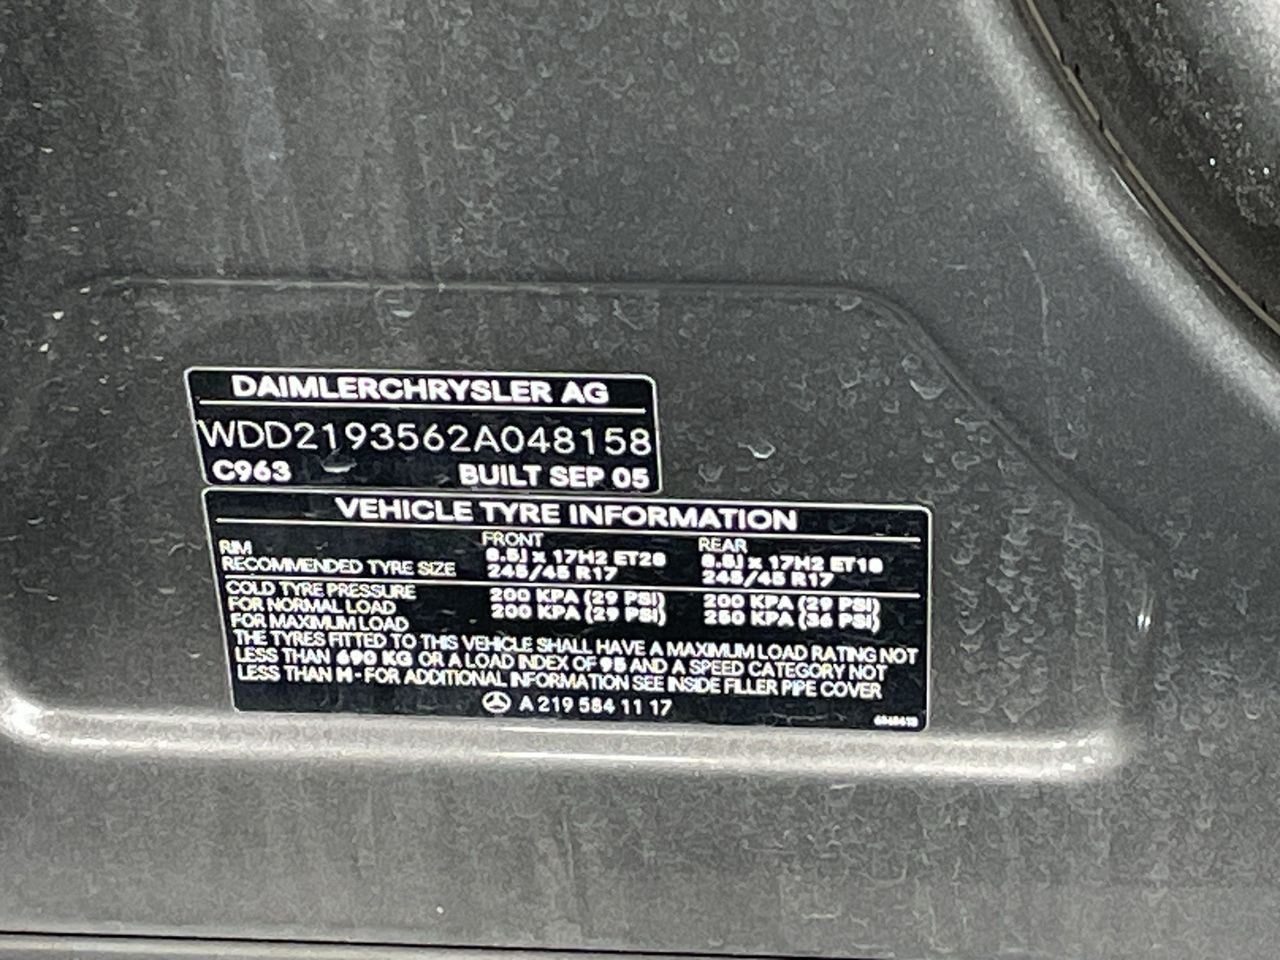 DAIMLERCHRYSLER AG
WDD2193562A048158
C963 BUILT SEP 05
VEHICLE TYRE INFORMATION
FRONT REAR
RIM 8.5J x 17H2 ET28 8.5J x 17H2 ET18
RECOMMENDED TYRE SIZE 245/45 R17 245/45 R17
COLD TYRE PRESSURE
FOR NORMAL LOAD 200 KPA (29 PSI) 200 KPA (29 PSI)
FOR MAXIMUM LOAD 200 KPA (29 PSI) 250 KPA (36 PSI)
THE TYRES FITTED TO THIS VEHICLE SHALL HAVE A MAXIMUM LOAD RATING NOT
LESS THAN 690 KG OR A LOAD INDEX OF 95 AND A SPEED CATEGORY NOT
LESS THAN H - FOR ADDITIONAL INFORMATION SEE INSIDE FILLER PIPE COVER
A 219 584 11 17